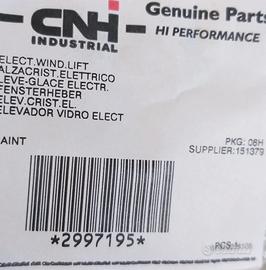 CNH
INDUSTRIAL
Genuine Parts
HI PERFORMANCE
ELECT.WIND.LIFT
ALZACRIST.ELETTRICO
LEVE-GLACE ELECTR.
FENSTERHEBER
ELEV.CRIST.EL.
ELEVADOR VIDRO ELECT
AINT
PKG: 08H
SUPPLIER:151379
*2997195*
PCS: